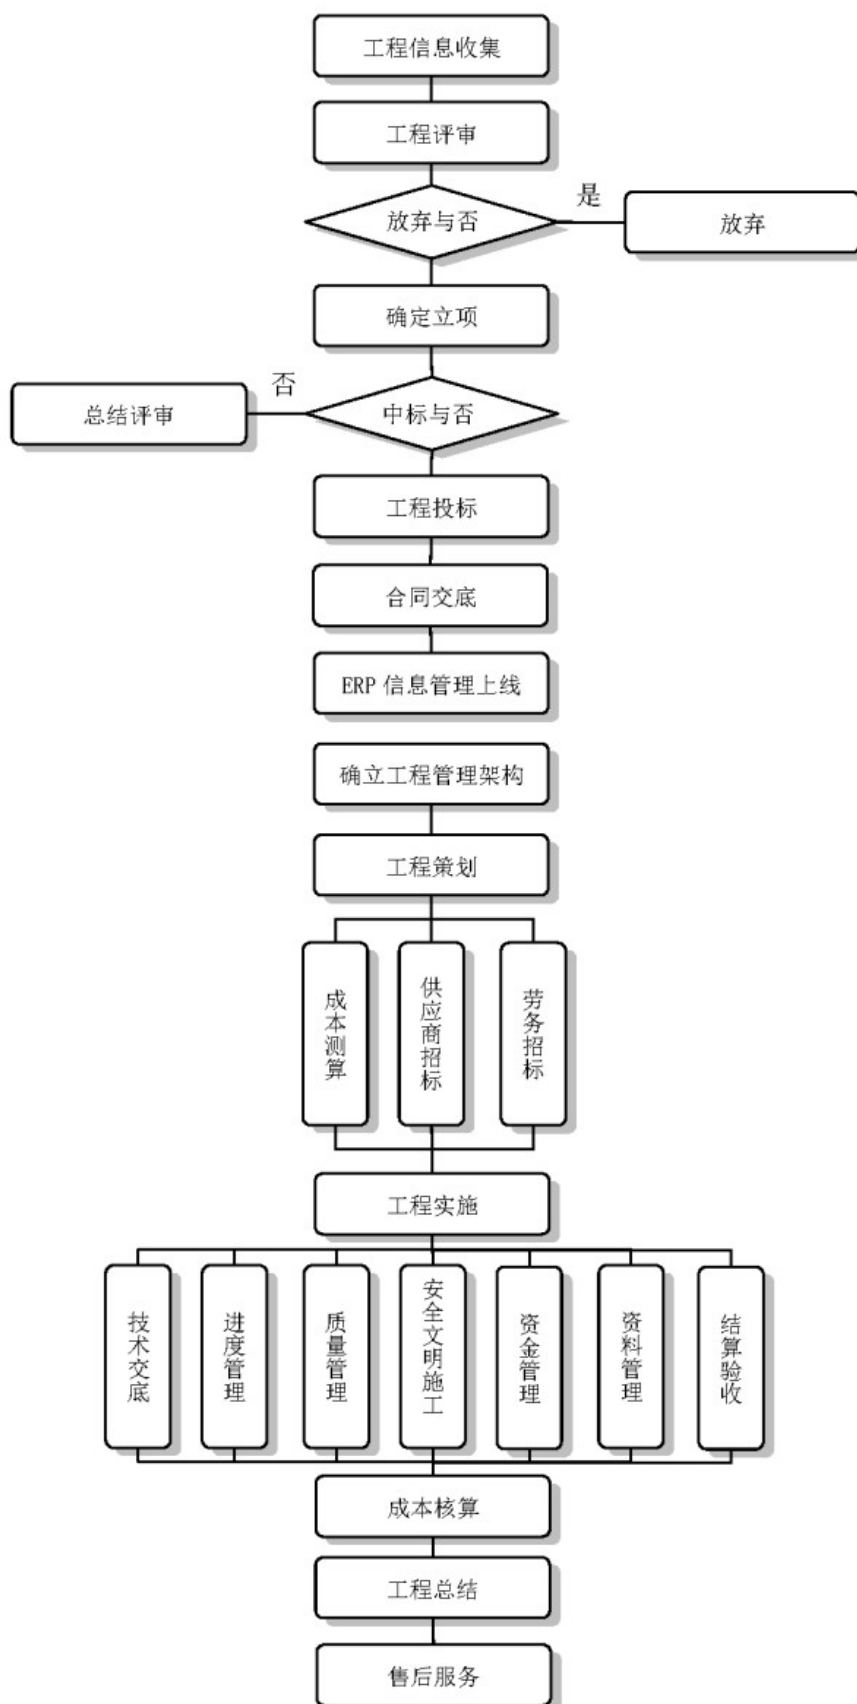 工程信息收集
工程评审
放弃与否
是
放弃
确定立项
否
总结评审
中标与否
工程投标
合同交底
ERP 信息管理上线
确立工程管理架构
工程策划
成本测算
供应商招标
劳务招标
工程实施
技术交底
进度管理
质量管理
安全文明施工
资金管理
资料管理
结算验收
成本核算
工程总结
售后服务